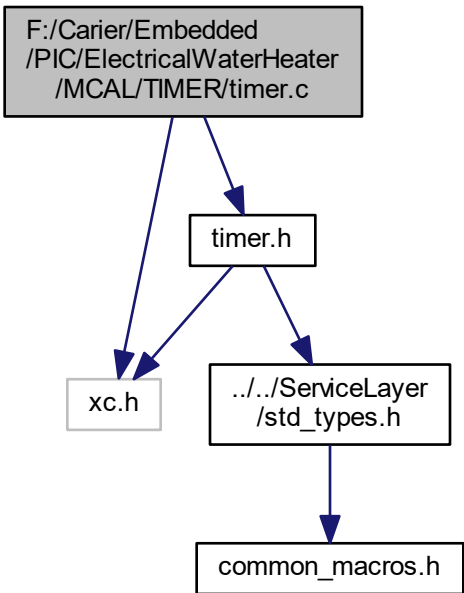 F:/Carier/Embedded
/PIC/ElectricalWaterHeater
/MCAL/TIMER/timer.c
timer.h
xc.h
../../ServiceLayer
/std_types.h
common_macros.h